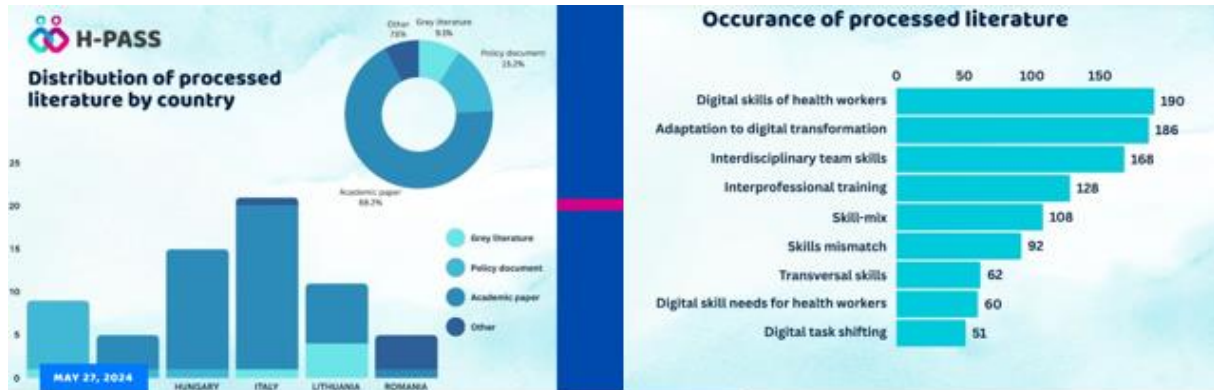 H-PASS
Distribution of processed
literature by country
Other
7.6%
Grey literature
9.1%
Policy document
15.2%
Academic paper
68.2%
25
20
15
10
5
0
Grey literature
Policy document
Academic paper
Other
MAY 27, 2024
HUNGARY
ITALY
LITHUANIA
ROMANIA
Occurance of processed literature
0 50 100 150
Digital skills of health workers 190
Adaptation to digital transformation 186
Interdisciplinary team skills 168
Interprofessional training 128
Skill-mix 108
Skills mismatch 92
Transversal skills 62
Digital skill needs for health workers 60
Digital task shifting 51